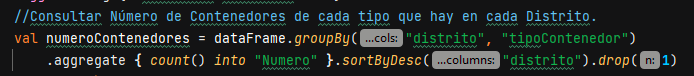 //Consultar Número de Contenedores de cada tipo que hay en cada Distrito.
val numeroContenedores = dataFrame.groupBy( ...cols: "distrito", "tipoContenedor")
.aggregate { count() into "Numero" }.sortByDesc( ...columns: "distrito").drop( n: 1)